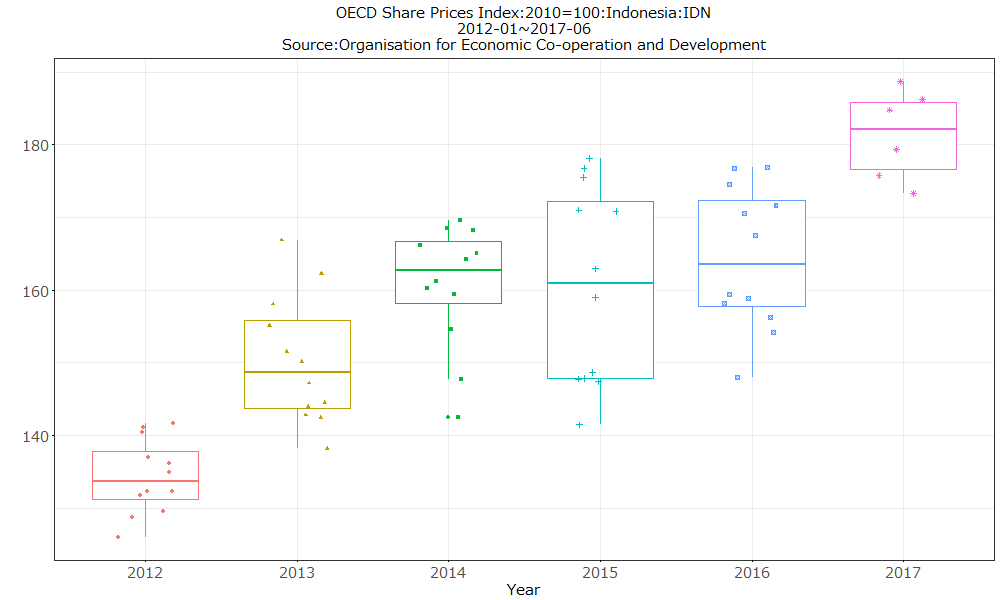 OECD Share Prices Index:2010=100:Indonesia:IDN
2012-01~2017-06
Source:Organisation for Economic Co-operation and Development
180
160
140
2012 2013 2014 2015 2016 2017
Year